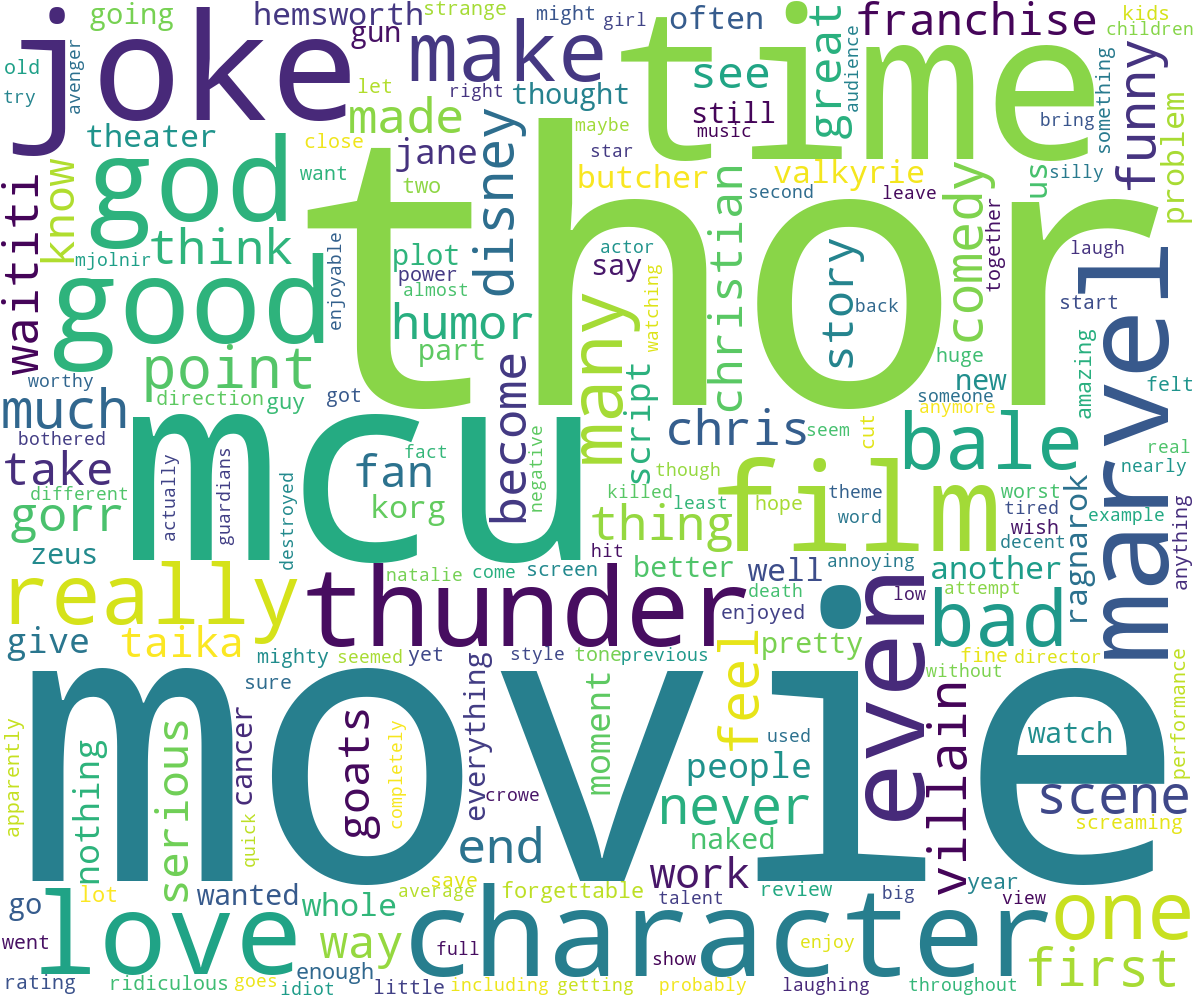 going
hemsworth
strange
might
girl
often
franchise
kids
children
joke
gun
make
time
great
audience
something
funny
old
try
avenger
let
right
thought
see
still
music
bring
theater
made
close
jane
disney
maybe
star
problem
god
know
want
two
butcher
second
valkyrie
leave
comedy
us
silly
waititi
mjolnir
think
enjoyable
plot
power
almost
thor
actor
say
watching
christian
story
back
together
laugh
start
marvel
good
humor
part
many
point
huge
worthy
direction
guy
got
become
script
new
someone
anymore
amazing
felt
much
mcu
bothered
fact
negative
chris
seem
cut
bale
real
nearly
take
different
actually
guardians
destroyed
fan
korg
though
killed
least
hope
film
theme
word
worst
tired
wish
decent
ragnarok
example
anything
gorr
zeus
thing
hit
really
thunder
natalie
come
screen
better
well
annoying
another
low
attempt
death
enjoyed
even
bad
give
taika
mighty
seemed
yet
style
tone
previous
feel
pretty
without
fine
director
performance
sure
movie
everything
moment
villain
apparently
nothing
serious
cancer
quick
goats
completely
crowe
used
people
watch
scene
never
screaming
naked
end
work
love
lot
wanted
save
average
forgettable
talent
review
big
year
view
one
go
whole
character
way
went
full
show
enjoy
first
rating
ridiculous
goes
idiot
enough
little
including
getting
probably
laughing
throughout